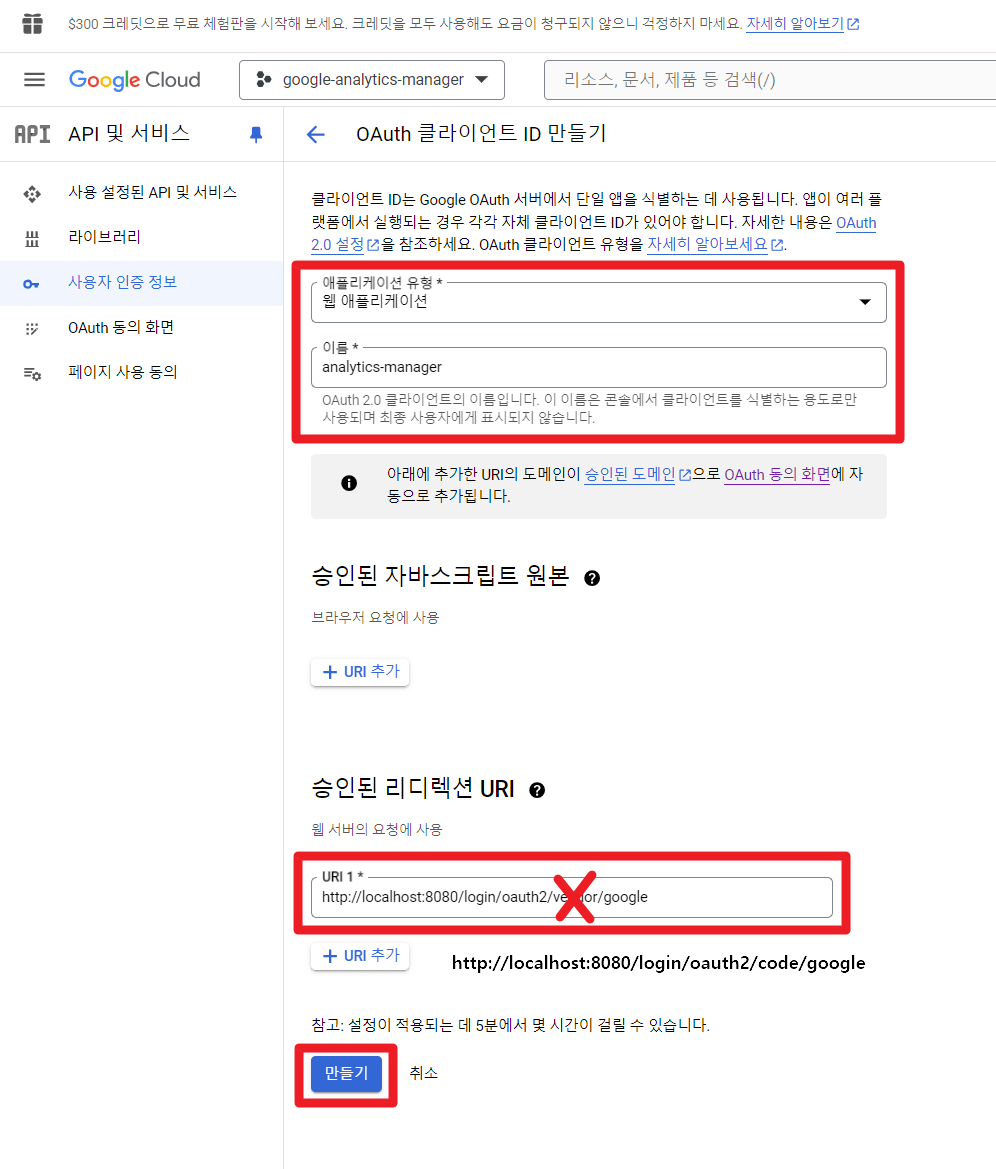 $300 크레딧으로 무료 체험판을 시작해 보세요. 크레딧을 모두 사용해도 요금이 청구되지 않으니 걱정하지 마세요. 자세히 알아보기
Google Cloud
google-analytics-manager
리소스, 문서, 제품 등 검색(/)
API
API 및 서비스
OAuth 클라이언트 ID 만들기
사용 설정된 API 및 서비스
라이브러리
사용자 인증 정보
OAuth 동의 화면
페이지 사용 동의
클라이언트 ID는 Google OAuth 서버에서 단일 앱을 식별하는 데 사용됩니다. 앱이 여러 플
랫폼에서 실행되는 경우 각각 자체 클라이언트 ID가 있어야 합니다. 자세한 내용은 OAuth
2.0 설정을 참조하세요. OAuth 클라이언트 유형을 자세히 알아보세요.
애플리케이션 유형 *
웹 애플리케이션
이름 *
analytics-manager
OAuth 2.0 클라이언트의 이름입니다. 이 이름은 콘솔에서 클라이언트를 식별하는 용도로만
사용되며 최종 사용자에게 표시되지 않습니다.
아래에 추가한 URI의 도메인이 승인된 도메인으로 OAuth 동의 화면에 자
동으로 추가됩니다.
승인된 자바스크립트 원본
브라우저 요청에 사용
+ URI 추가
승인된 리디렉션 URI
웹 서버의 요청에 사용
URI 1 *
http://localhost:8080/login/oauth2/vendor/google
X
+ URI 추가
http://localhost:8080/login/oauth2/code/google
참고: 설정이 적용되는 데 5분에서 몇 시간이 걸릴 수 있습니다.
만들기
취소